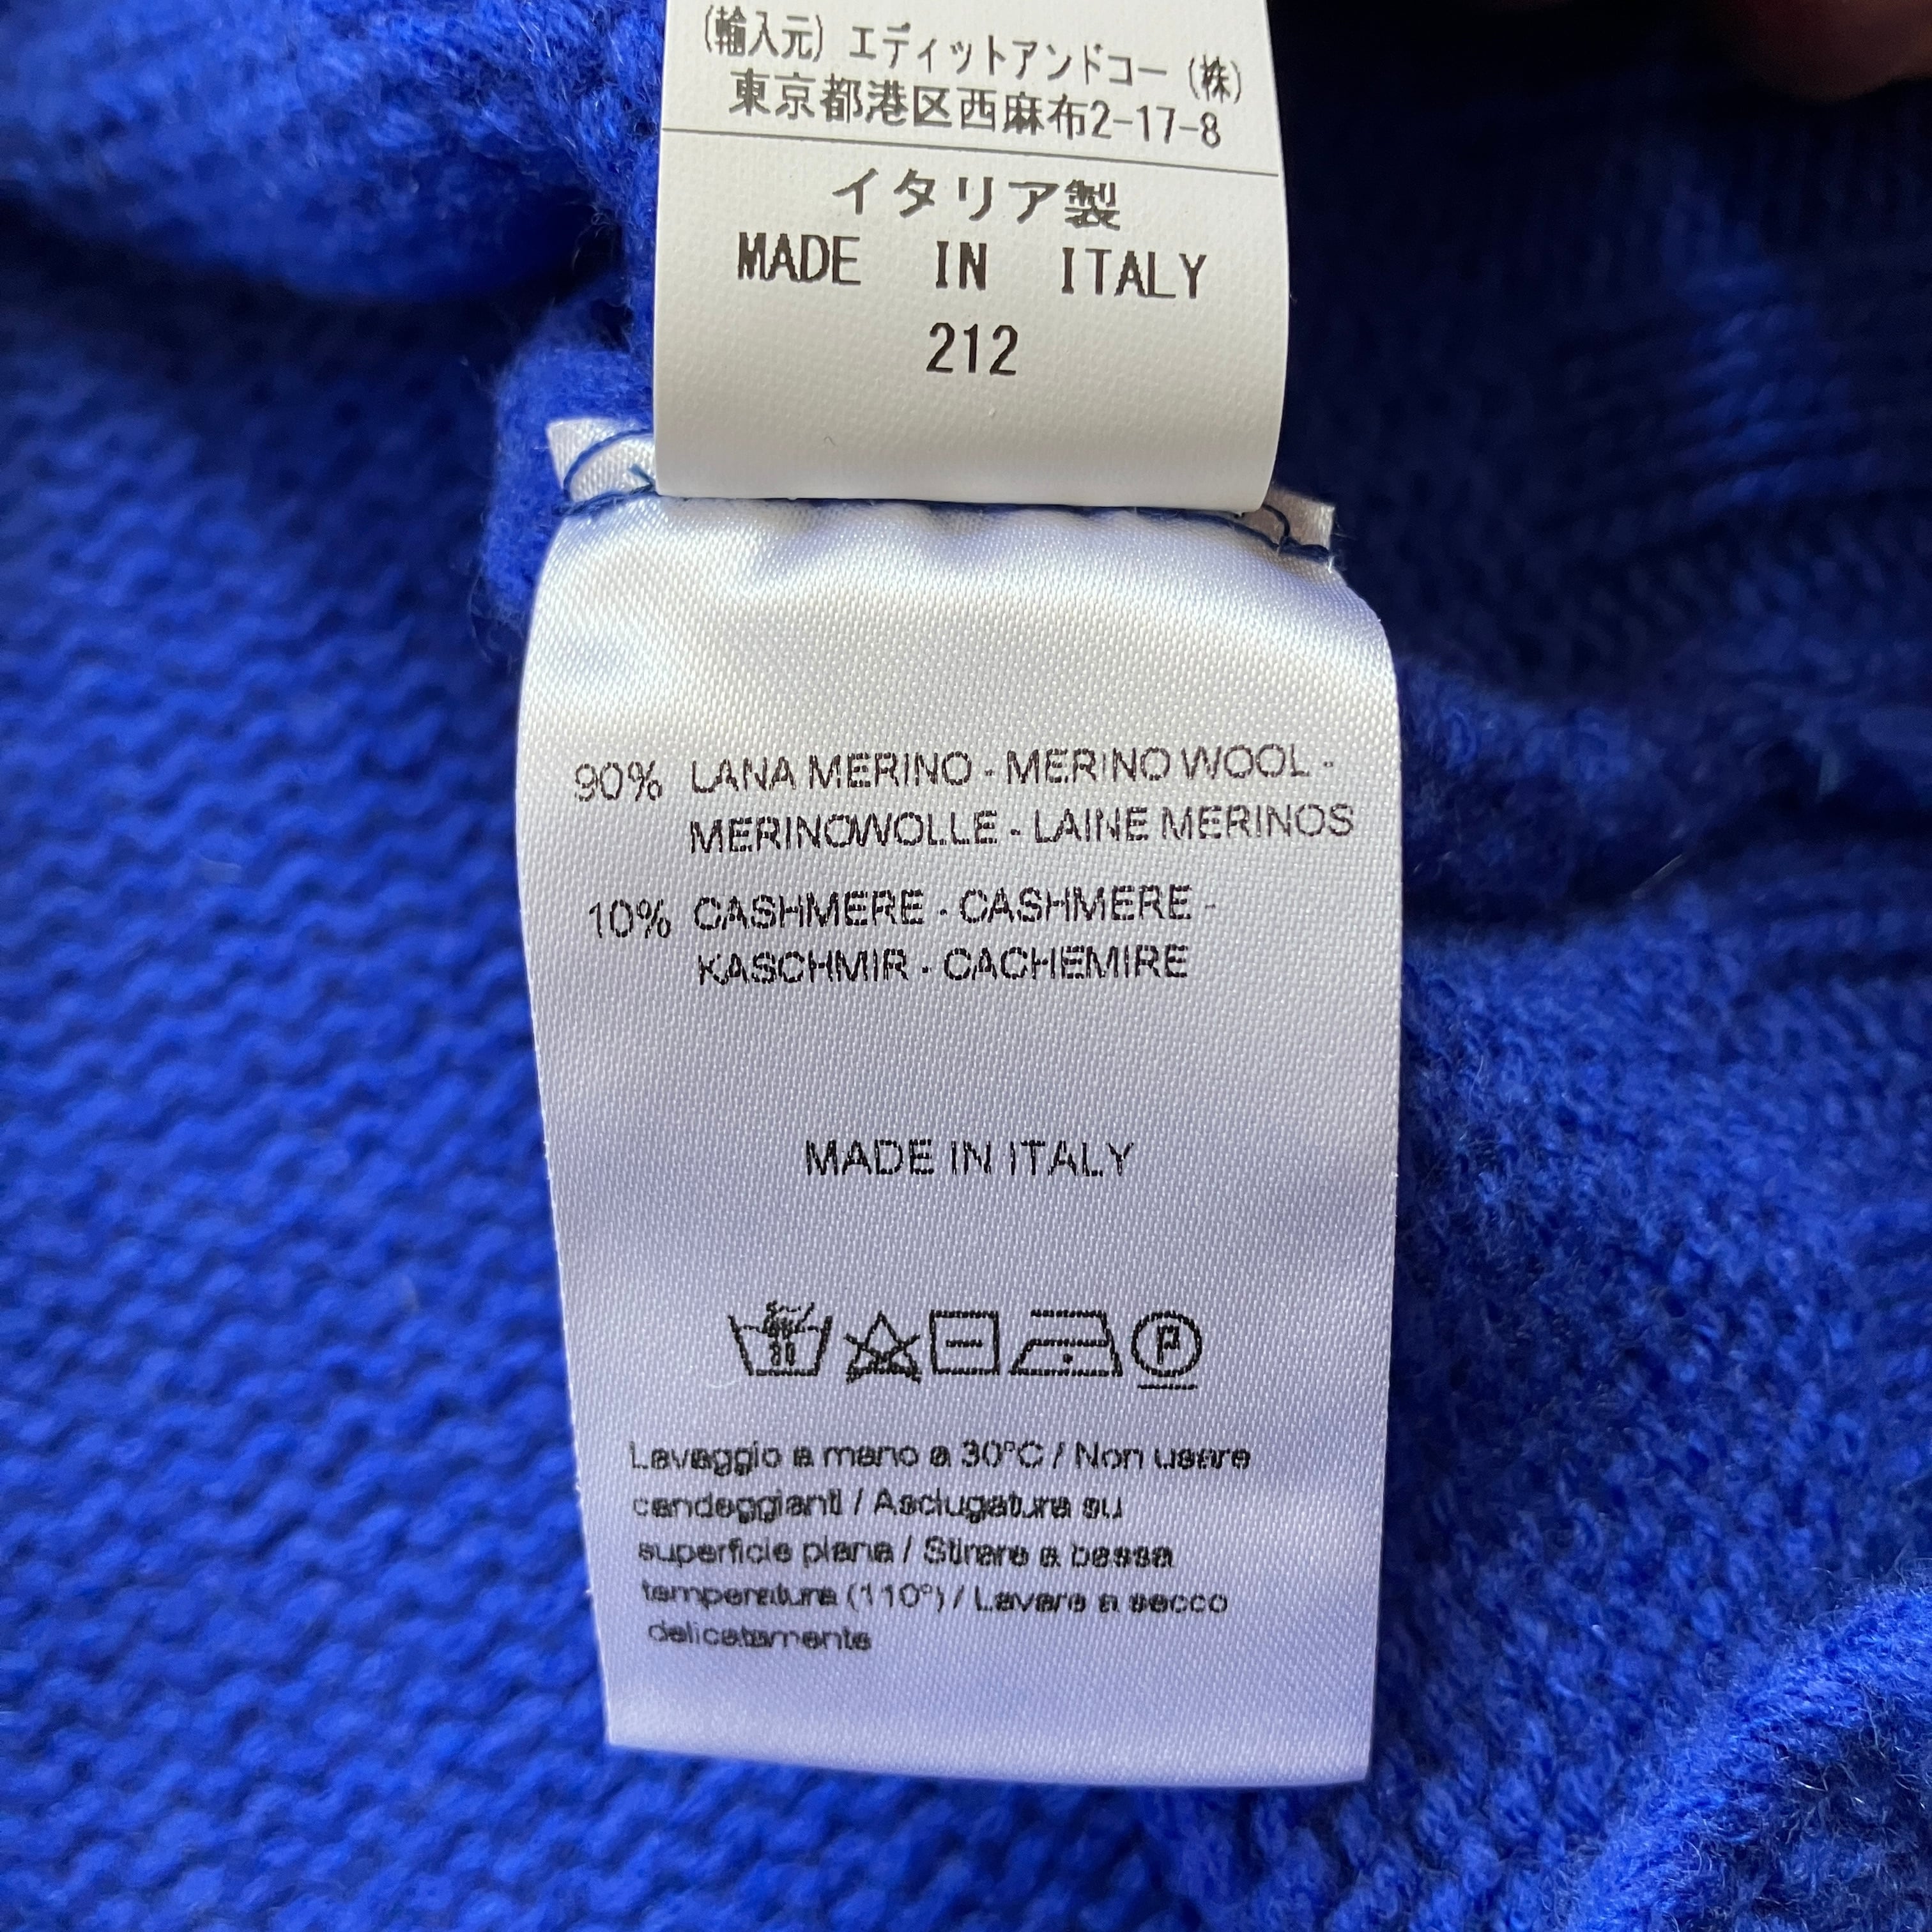 (輸入元) エディットアンドコー (株)
東京都港区西麻布2-17-8
イタリア製
MADE IN ITALY
212
90% LANA MERINO - MERINO WOOL -
MERINOWOLLE - LAINE MERINOS
10% CASHMERE - CASHMERE -
KASCHMIR - CACHEMIRE
MADE IN ITALY
30
P
Lavaggio a mano a 30°C / Non usare
candeggianti / Asciugatura su
superficie piana / Stirare a bassa
temperatura (110°) / Lavare a secco
delicatamente